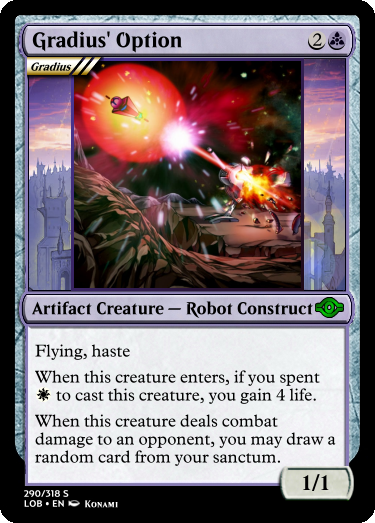 Gradius' Option 2
Gradius
Artifact Creature — Robot Construct
Flying, haste
When this creature enters, if you spent
to cast this creature, you gain 4 life.
When this creature deals combat
damage to an opponent, you may draw a
random card from your sanctum.
1/1
290/318 S
LOB • EN Konami